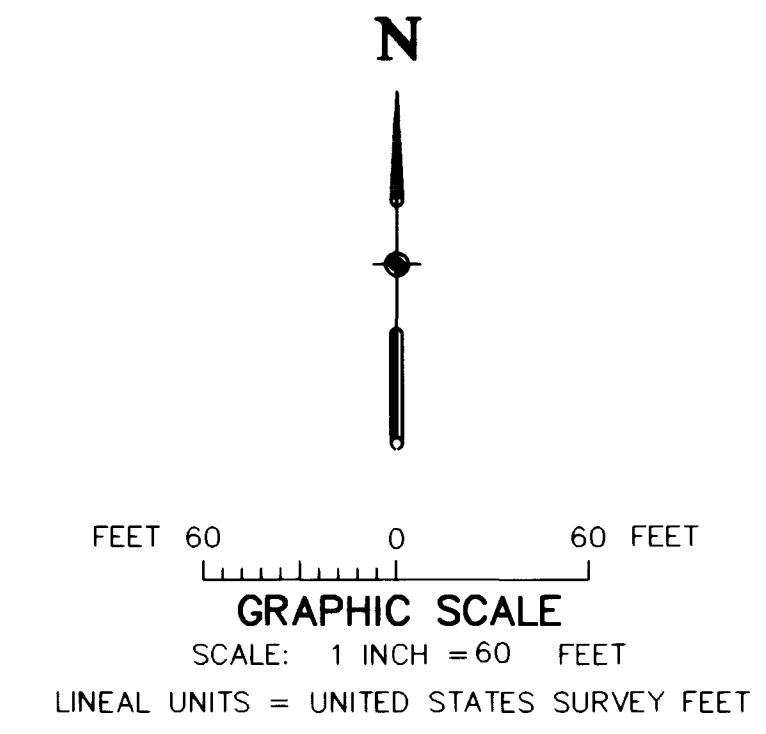 N
FEET 60 0 60 FEET
GRAPHIC SCALE
SCALE: 1 INCH =60 FEET
LINEAL UNITS = UNITED STATES SURVEY FEET